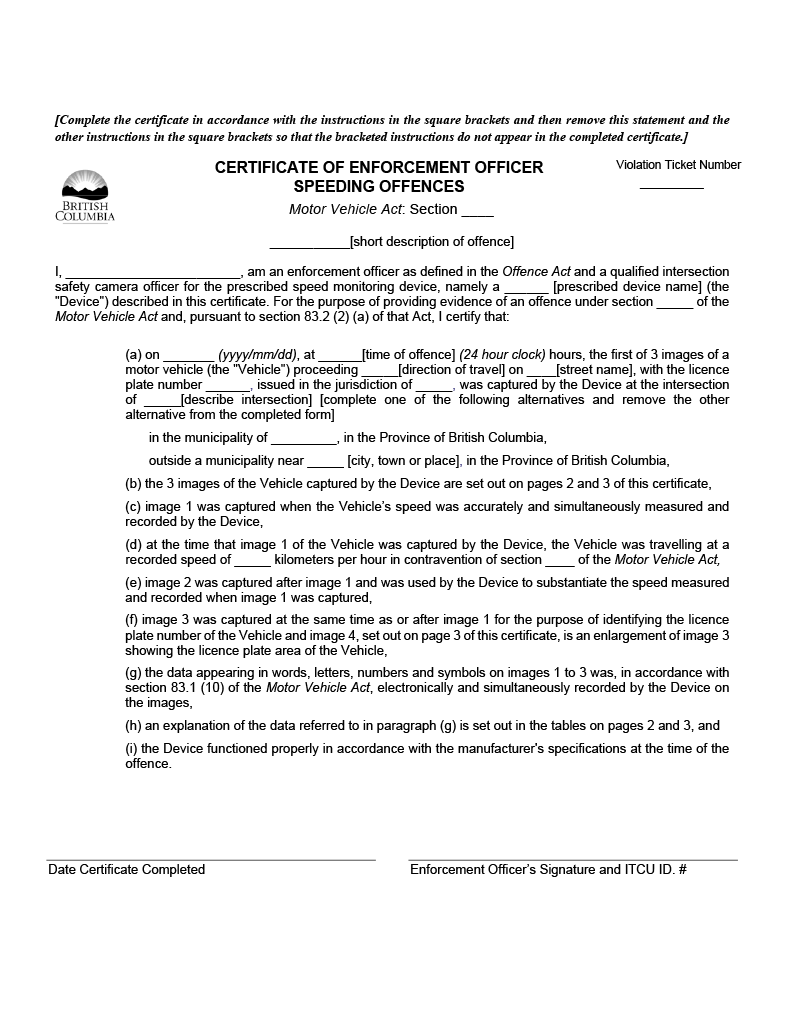 [Complete the certificate in accordance with the instructions in the square brackets and then remove this statement and the
other instructions in the square brackets so that the bracketed instructions do not appear in the completed certificate.]
CERTIFICATE OF ENFORCEMENT OFFICER
SPEEDING OFFENCES
Violation Ticket Number
__________
BRITISH
COLUMBIA
Motor Vehicle Act: Section ____
___________[short description of offence]
I, ________________________, am an enforcement officer as defined in the Offence Act and a qualified intersection
safety camera officer for the prescribed speed monitoring device, namely a ______ [prescribed device name] (the
"Device") described in this certificate. For the purpose of providing evidence of an offence under section _____ of the
Motor Vehicle Act and, pursuant to section 83.2 (2) (a) of that Act, I certify that:
(a) on _______ (yyyy/mm/dd), at ______[time of offence] (24 hour clock) hours, the first of 3 images of a
motor vehicle (the "Vehicle") proceeding _____[direction of travel] on ____[street name], with the licence
plate number ______, issued in the jurisdiction of _____, was captured by the Device at the intersection
of _____[describe intersection] [complete one of the following alternatives and remove the other
alternative from the completed form]
in the municipality of _________, in the Province of British Columbia,
outside a municipality near _____ [city, town or place], in the Province of British Columbia,
(b) the 3 images of the Vehicle captured by the Device are set out on pages 2 and 3 of this certificate,
(c) image 1 was captured when the Vehicle's speed was accurately and simultaneously measured and
recorded by the Device,
(d) at the time that image 1 of the Vehicle was captured by the Device, the Vehicle was travelling at a
recorded speed of _____ kilometers per hour in contravention of section ____ of the Motor Vehicle Act,
(e) image 2 was captured after image 1 and was used by the Device to substantiate the speed measured
and recorded when image 1 was captured,
(f) image 3 was captured at the same time as or after image 1 for the purpose of identifying the licence
plate number of the Vehicle and image 4, set out on page 3 of this certificate, is an enlargement of image 3
showing the licence plate area of the Vehicle,
(g) the data appearing in words, letters, numbers and symbols on images 1 to 3 was, in accordance with
section 83.1 (10) of the Motor Vehicle Act, electronically and simultaneously recorded by the Device on
the images,
(h) an explanation of the data referred to in paragraph (g) is set out in the tables on pages 2 and 3, and
(i) the Device functioned properly in accordance with the manufacturer's specifications at the time of the
offence.
Date Certificate Completed
Enforcement Officer's Signature and ITCU ID. #